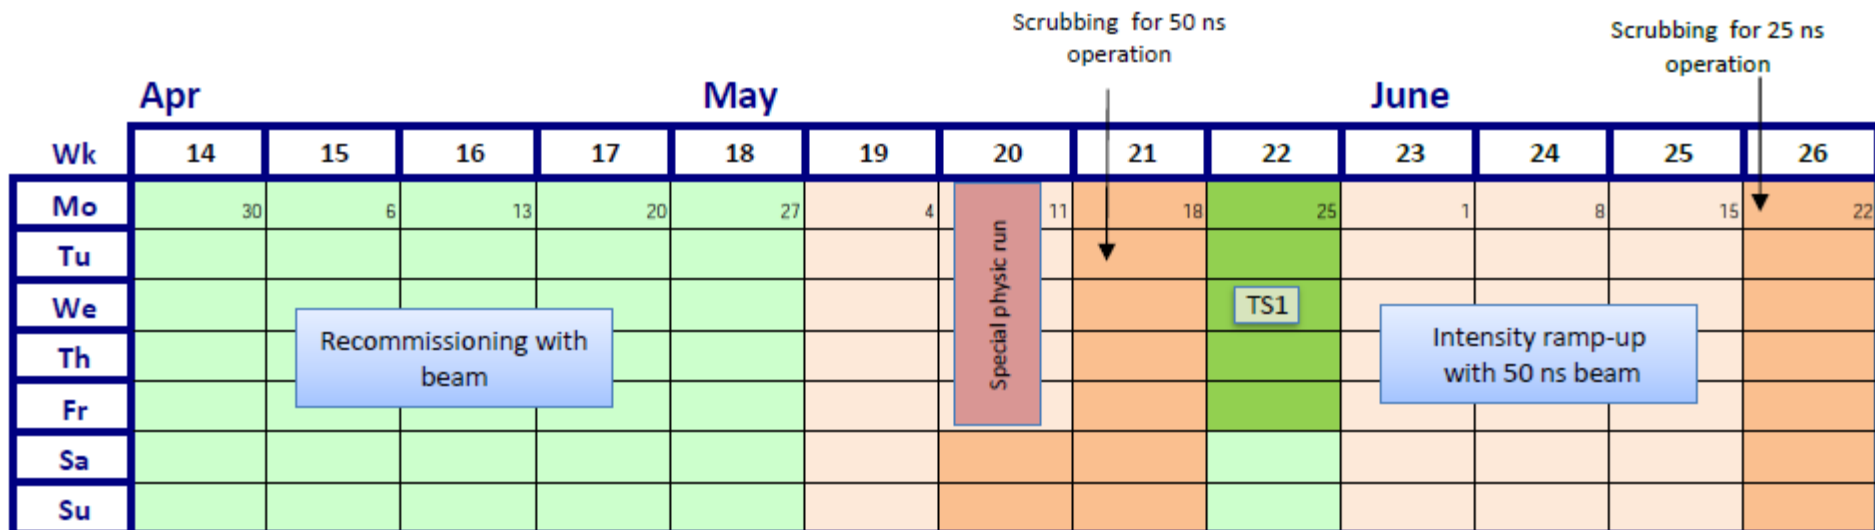 Scrubbing for 50 ns
operation
Scrubbing for 25 ns
operation
Apr May June
Wk 14 15 16 17 18 19 20 21 22 23 24 25 26
Mo 30 6 13 20 27 4 11 18 25 1 8 15 22
Tu
We
Th
Fr
Sa
Su
Recommissioning with
beam
Special physic run
TS1
Intensity ramp-up
with 50 ns beam